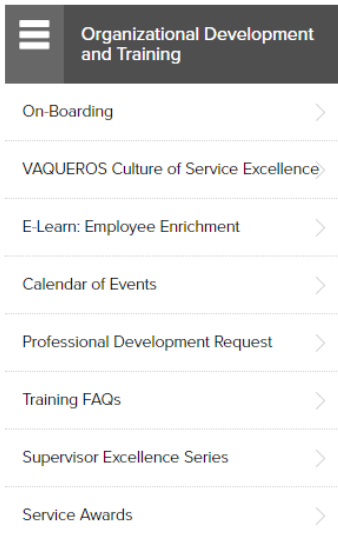 Organizational Development
and Training
On-Boarding
VAQUEROS Culture of Service Excellence
E-Learn: Employee Enrichment
Calendar of Events
Professional Development Request
Training FAQs
Supervisor Excellence Series
Service Awards